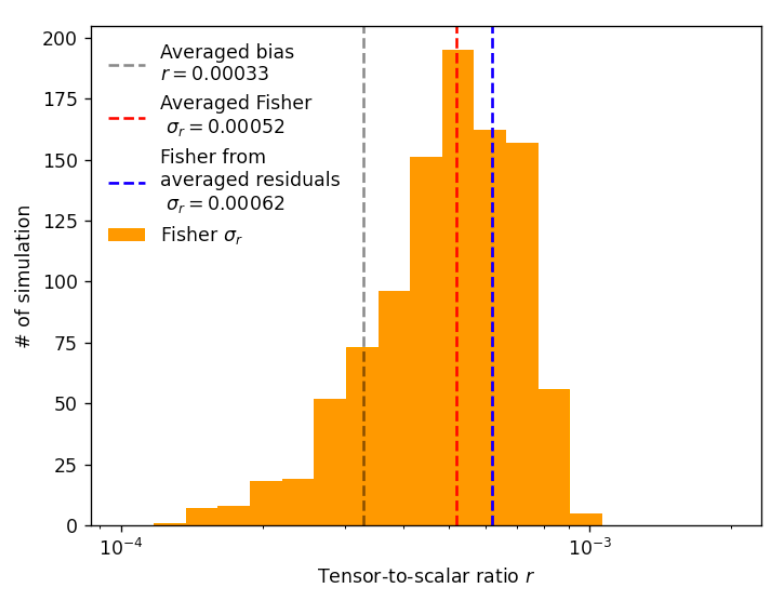 200
175
150
125
100
75
50
25
0
# of simulation
Averaged bias
r = 0.00033
Averaged Fisher
σr = 0.00052
Fisher from
averaged residuals
σr = 0.00062
Fisher σr
10⁻⁴
10⁻³
Tensor-to-scalar ratio r